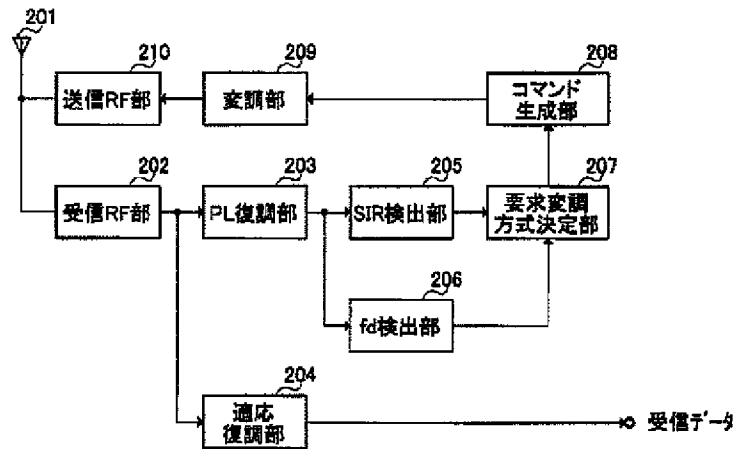 201
210
送信RF部
209
変調部
208
コマンド
生成部
202
受信RF部
203
PL復調部
205
SIR検出部
207
要求変調
方式決定部
206
fd検出部
204
適応
復調部
受信データ